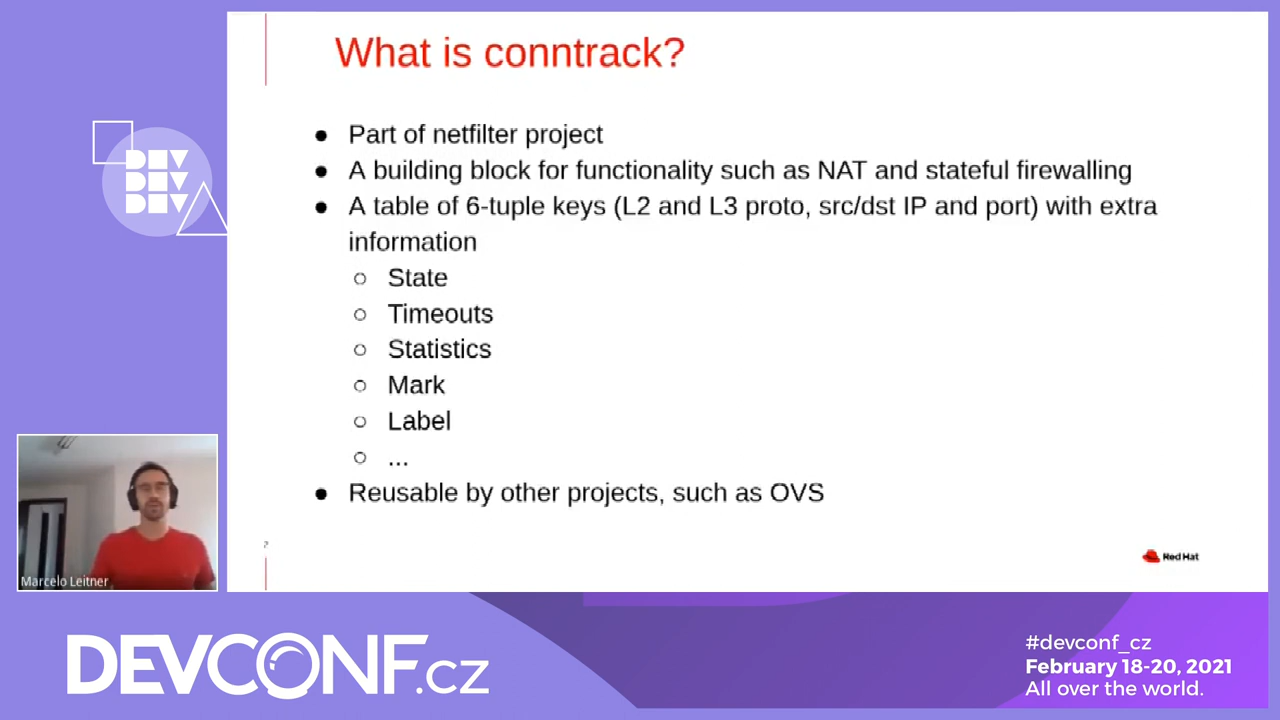 What is conntrack?
● Part of netfilter project
● A building block for functionality such as NAT and stateful firewalling
● A table of 6-tuple keys (L2 and L3 proto, src/dst IP and port) with extra
information
○ State
○ Timeouts
○ Statistics
○ Mark
○ Label
○ ...
● Reusable by other projects, such as OVS
Red Hat
DEV
DEV
DEV
Marcelo Leitner
DEVCONF.cz
#devconf_cz
February 18-20, 2021
All over the world.